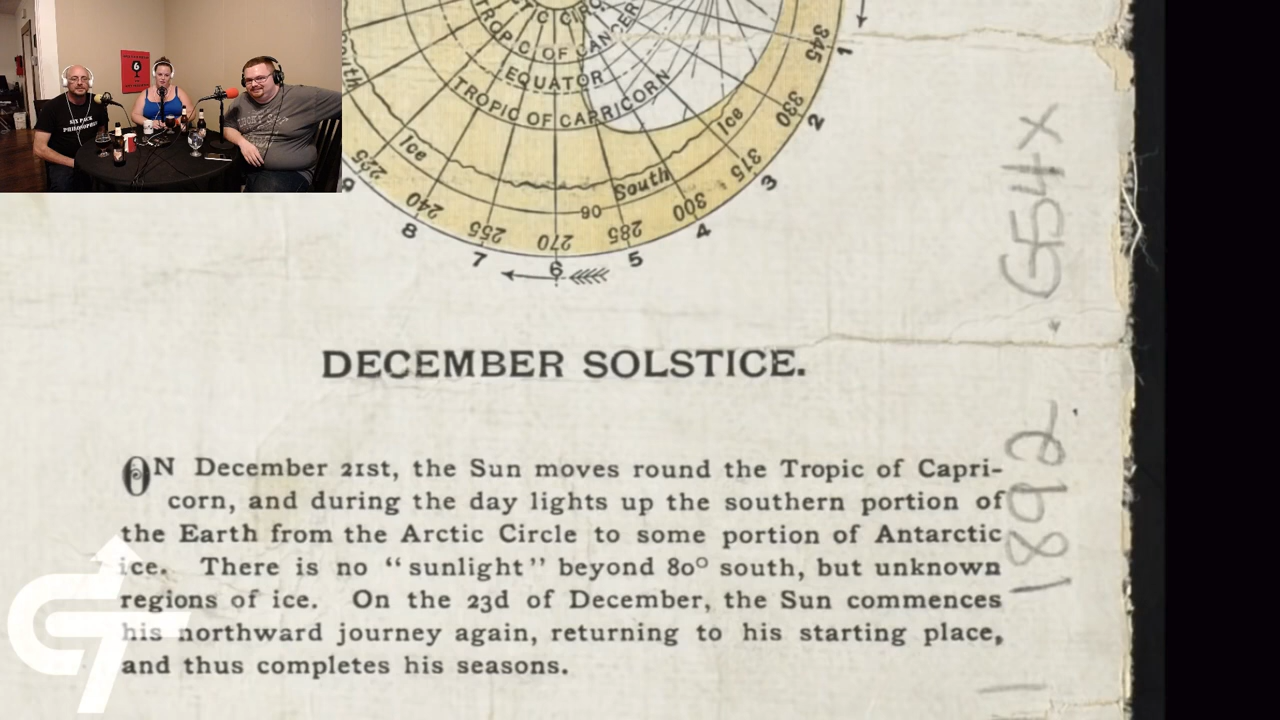 SIX PACK
PHILOSOPHY
6
TROPIC OF CANCER
EQUATOR
TROPIC OF CAPRICORN
South
Ice
Ice
South
90
225
240
255
270
285
300
315
330
345
8
7
6
5
4
3
2
1
DECEMBER SOLSTICE.
ON December 21st, the Sun moves round the Tropic of Capri-
corn, and during the day lights up the southern portion of
the Earth from the Arctic Circle to some portion of Antarctic
ice. There is no “sunlight” beyond 80° south, but unknown
regions of ice. On the 23d of December, the Sun commences
his northward journey again, returning to his starting place,
and thus completes his seasons.
1892